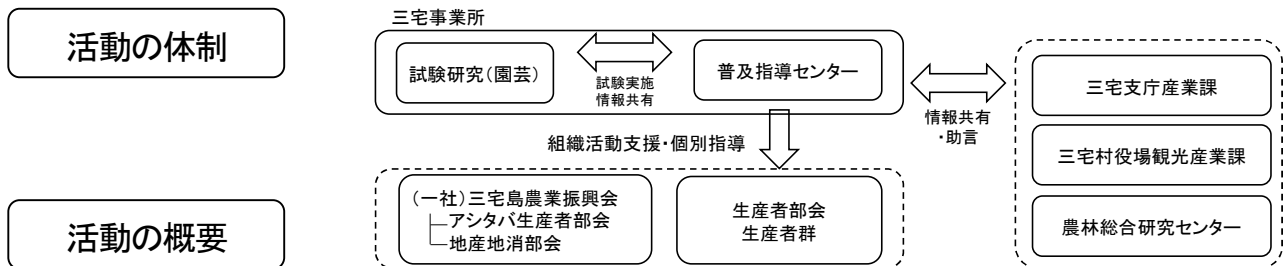 活動の体制
三宅事業所
試験研究(園芸)
試験実施
情報共有
普及指導センター
情報共有
・助言
三宅支庁産業課
三宅村役場観光産業課
農林総合研究センター
組織活動支援・個別指導
(一社)三宅島農業振興会
アシタバ生産者部会
地産地消部会
生産者部会
生産者群
活動の概要